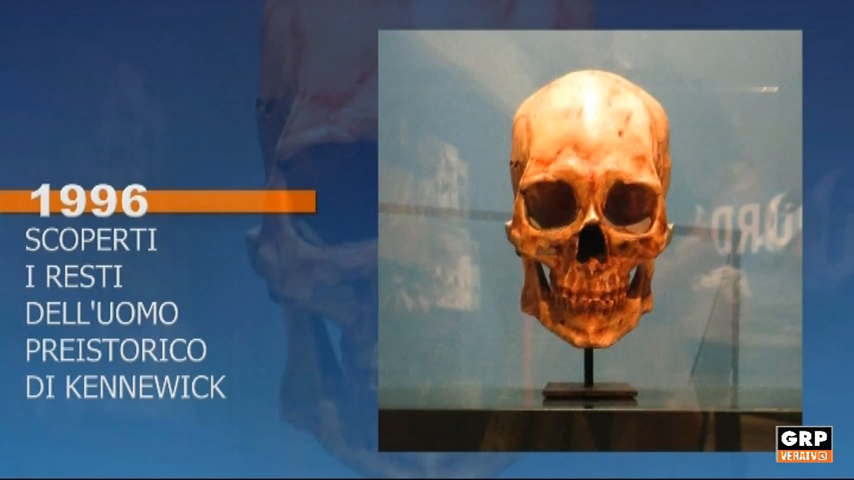 1996
SCOPERTI
I RESTI
DELL'UOMO
PREISTORICO
DI KENNEWICK
GRP
VERATV